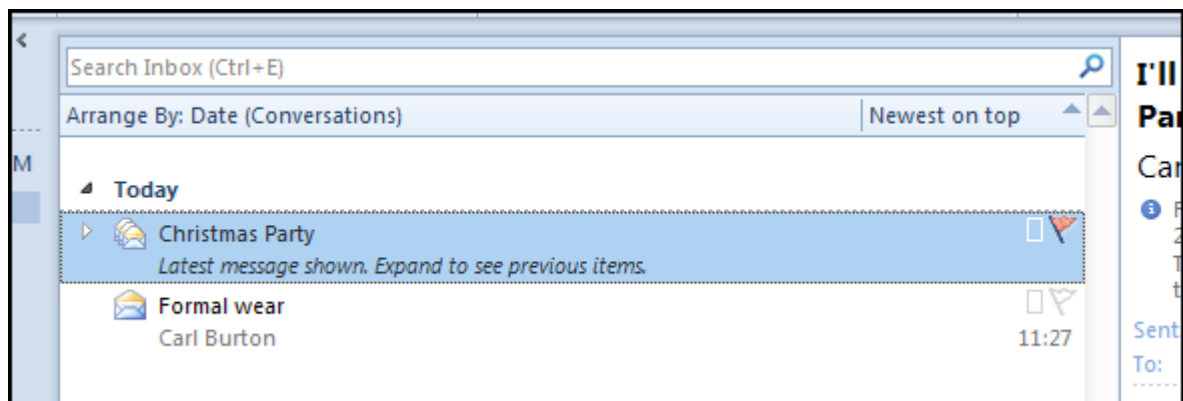 Search Inbox (Ctrl+E)
Arrange By: Date (Conversations) Newest on top
M
Today
Christmas Party
Latest message shown. Expand to see previous items.
Formal wear
Carl Burton 11:27
I'll
Par
Car
Sent
To: